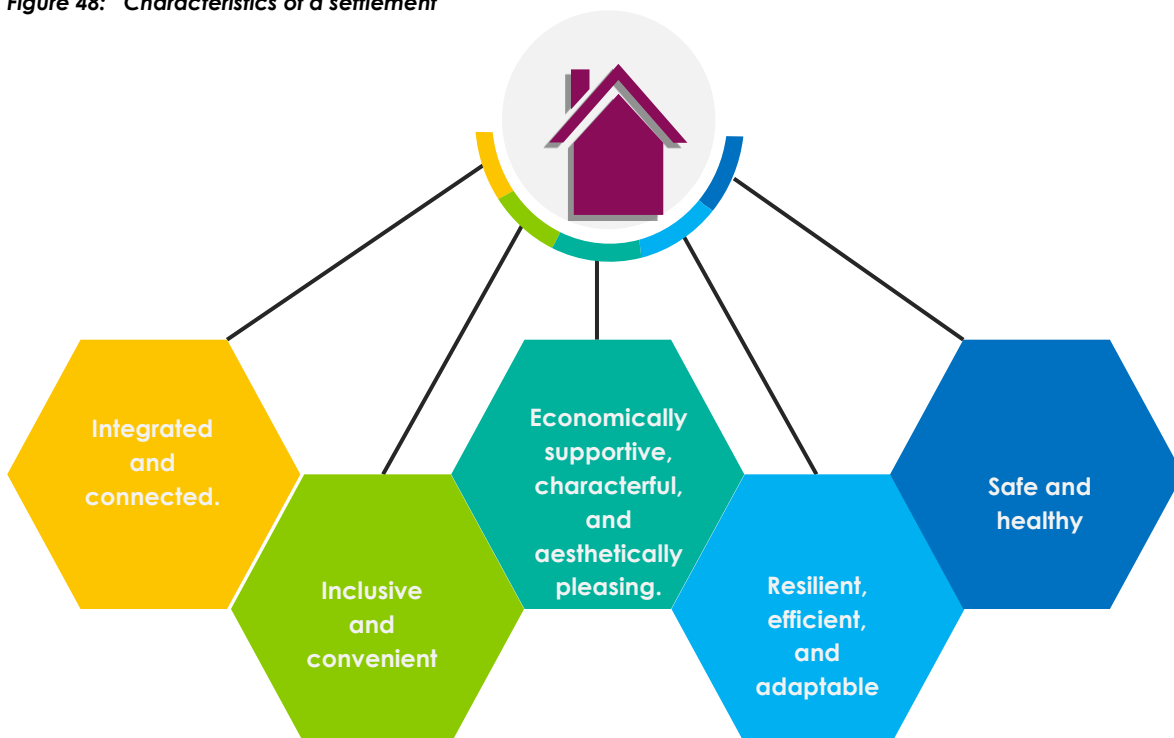 Figure 48: Characteristics of a settlement
Integrated
and
connected.
Inclusive
and
convenient
Economically
supportive,
characterful,
and
aesthetically
pleasing.
Resilient,
efficient,
and
adaptable
Safe and
healthy